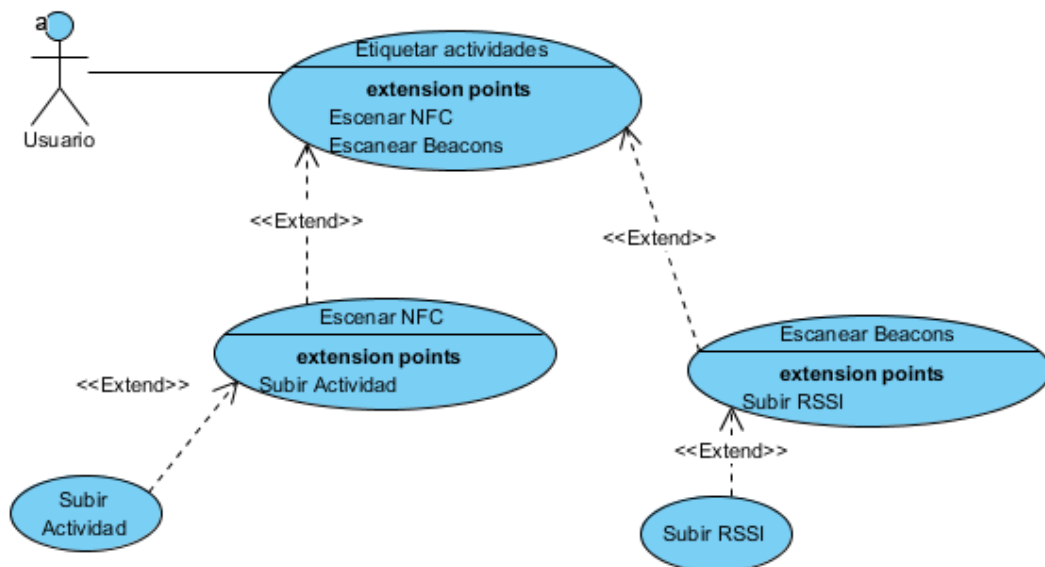 a
Usuario
Etiquetar actividades
extension points
Escenar NFC
Escanear Beacons
<<Extend>>
<<Extend>>
Escenar NFC
extension points
Subir Actividad
Escanear Beacons
extension points
Subir RSSI
<<Extend>>
<<Extend>>
Subir
Actividad
Subir RSSI